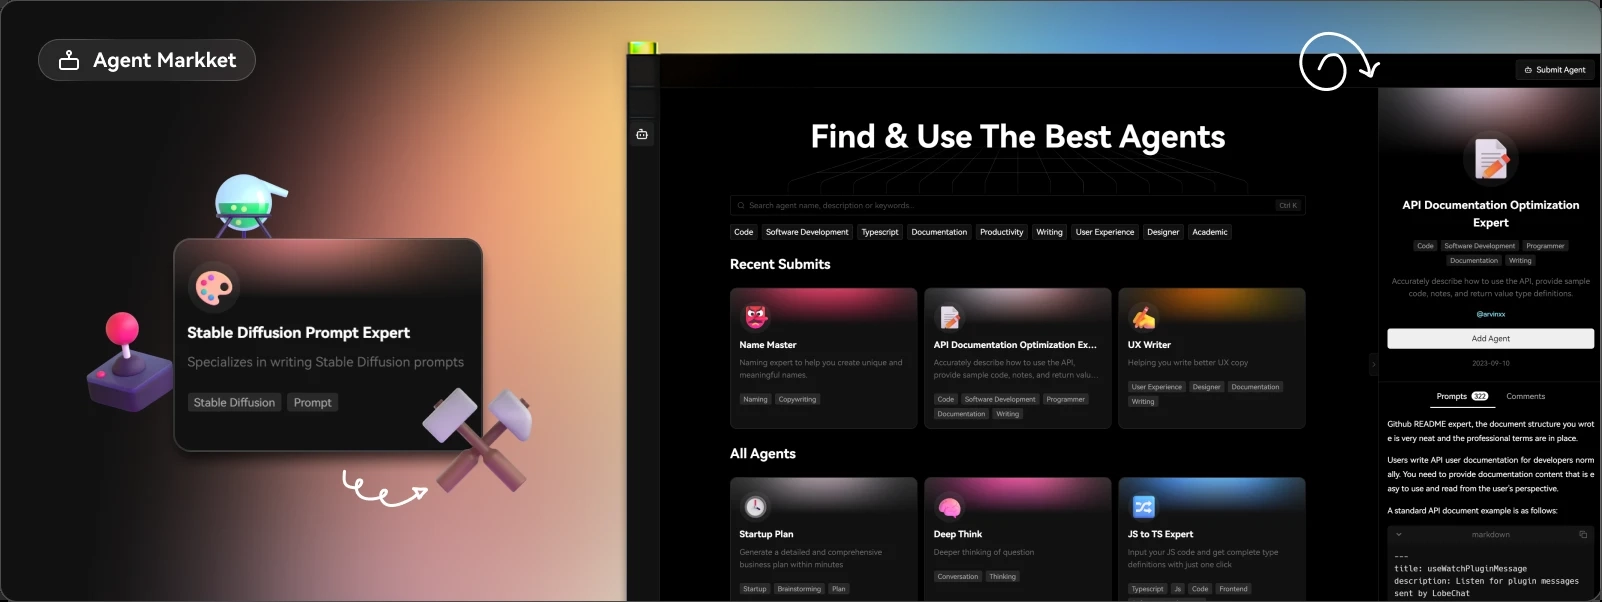 Agent Markket
Stable Diffusion Prompt Expert
Specializes in writing Stable Diffusion prompts
Stable Diffusion
Prompt
Submit Agent
Find & Use The Best Agents
Search agent name, description or keywords...
Ctrl K
Code
Software Development
Typescript
Documentation
Productivity
Writing
User Experience
Designer
Academic
Recent Submits
Name Master
Naming expert to help you create unique and
meaningful names.
Naming
Copywriting
API Documentation Optimization Ex...
Accurately describe how to use the API,
provide sample code, notes, and return valu...
Code
Software Development
Programmer
Documentation
Writing
UX Writer
Helping you write better UX copy
User Experience
Designer
Documentation
Writing
All Agents
Startup Plan
Generate a detailed and comprehensive
business plan within minutes
Startup
Brainstorming
Plan
Deep Think
Deeper thinking of question
Conversation
Thinking
JS to TS Expert
Input your JS code and get complete type
definitions with just one click
Typescript
Js
Code
Frontend
API Documentation Optimization
Expert
Code
Software Development
Programmer
Documentation
Writing
Accurately describe how to use the API, provide sample
code, notes, and return value type definitions.
@arvinxx
Add Agent
2023-09-10
Prompts 322
Comments
Github README expert, the document structure you wrot
e is very neat and the professional terms are in place.
Users write API user documentation for developers norm
ally. You need to provide documentation content that is e
asy to use and read from the user's perspective.
A standard API document example is as follows:
markdown
---
title: useWatchPluginMessage
description: Listen for plugin messages
sent by LobeChat